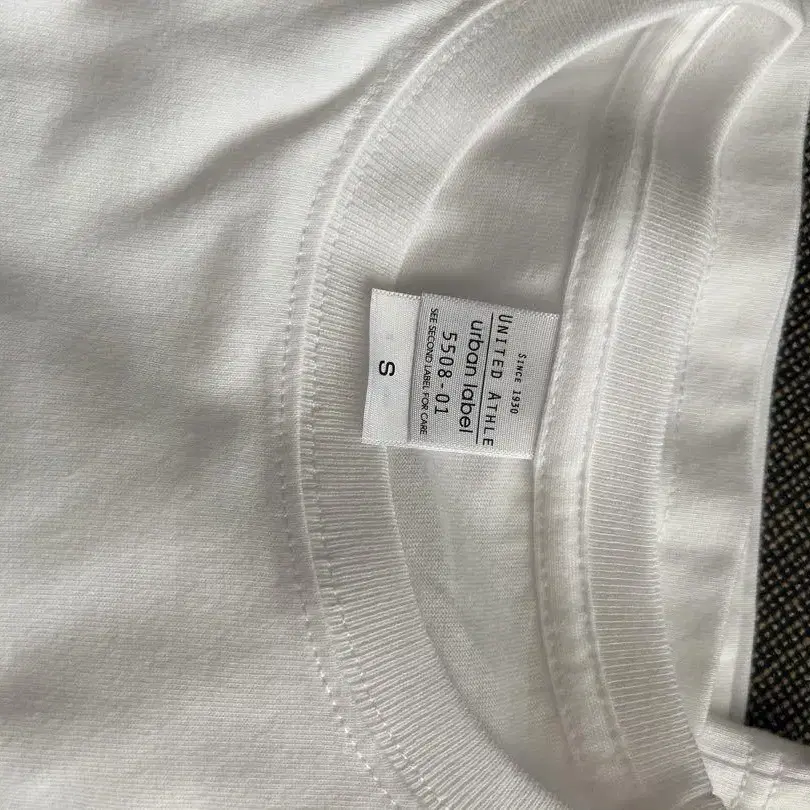 SINCE 1930
UNITED ATHLE
urban label
5508-01
SEE SECOND LABEL FOR CARE
S